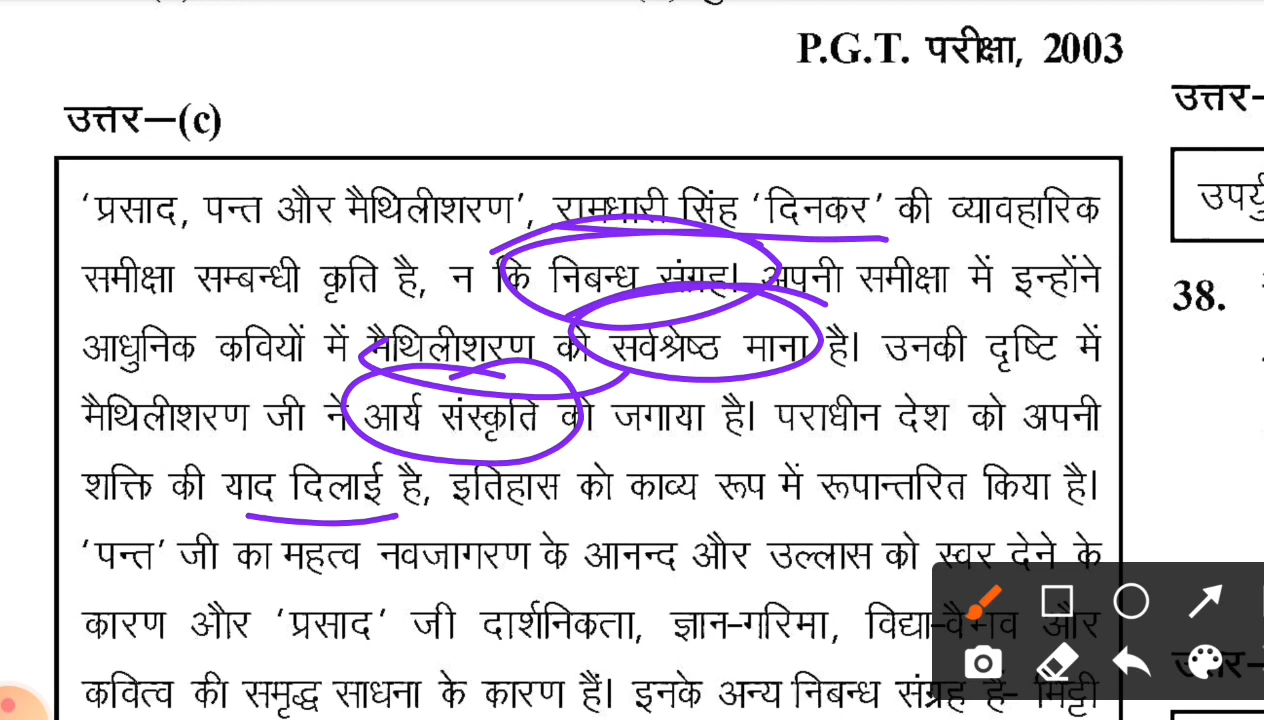 P.G.T. परीक्षा, 2003
उत्तर–(c)
'प्रसाद, पन्त और मैथिलीशरण', रामधारी सिंह 'दिनकर' की व्यावहारिक
समीक्षा सम्बन्धी कृति है, न कि निबन्ध संग्रह। अपनी समीक्षा में इन्होंने
आधुनिक कवियों में मैथिलीशरण को सर्वश्रेष्ठ माना है। उनकी दृष्टि में
मैथिलीशरण जी ने आर्य संस्कृति को जगाया है। पराधीन देश को अपनी
शक्ति की याद दिलाई है, इतिहास को काव्य रूप में रूपान्तरित किया है।
'पन्त' जी का महत्व नवजागरण के आनन्द और उल्लास को स्वर देने के
कारण और 'प्रसाद' जी दार्शनिकता, ज्ञान–गरिमा, विद्या–वैभव और
कवित्व की समृद्ध साधना के कारण हैं। इनके अन्य निबन्ध संग्रह हैं– मिट्टी
उत्तर–
38.